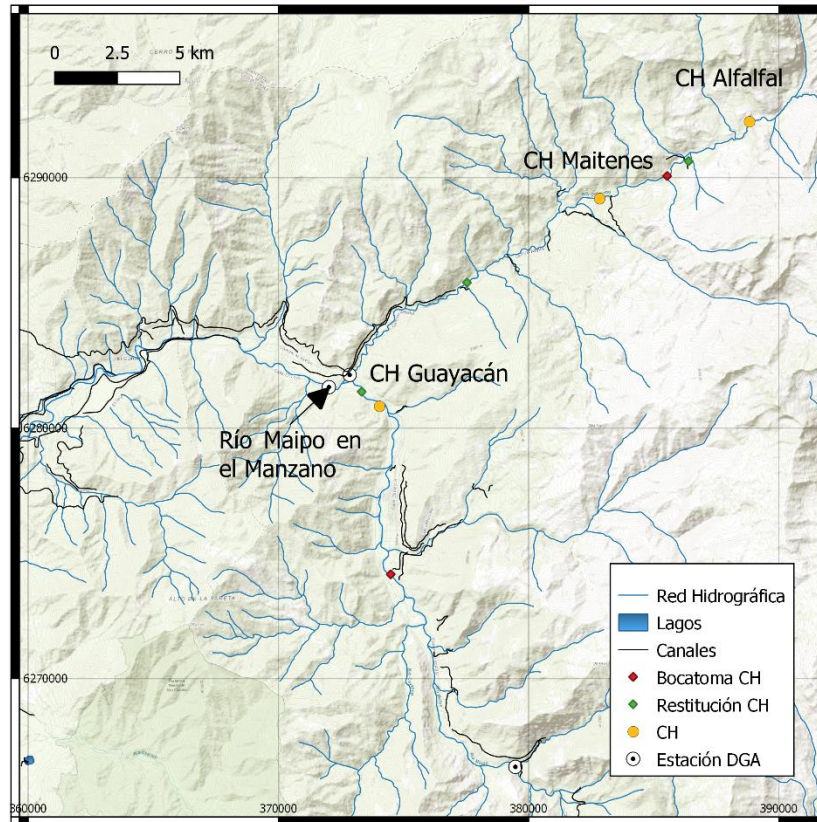 0 2.5 5 km
CH Alfalfal
CH Maitenes
6290000
CH Guayacán
6280000
Río Maipo en
el Manzano
Red Hidrográfica
Lagos
Canales
Bocatoma CH
Restitución CH
CH
Estación DGA
6270000
360000 370000 380000 390000